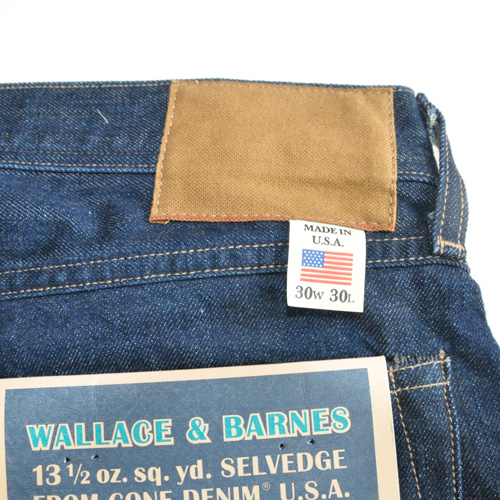 MADE IN
U.S.A.
30W 30L
WALLACE & BARNES
13 ½ oz. sq. yd. SELVEDGE
FROM CONE DENIM® U.S.A.